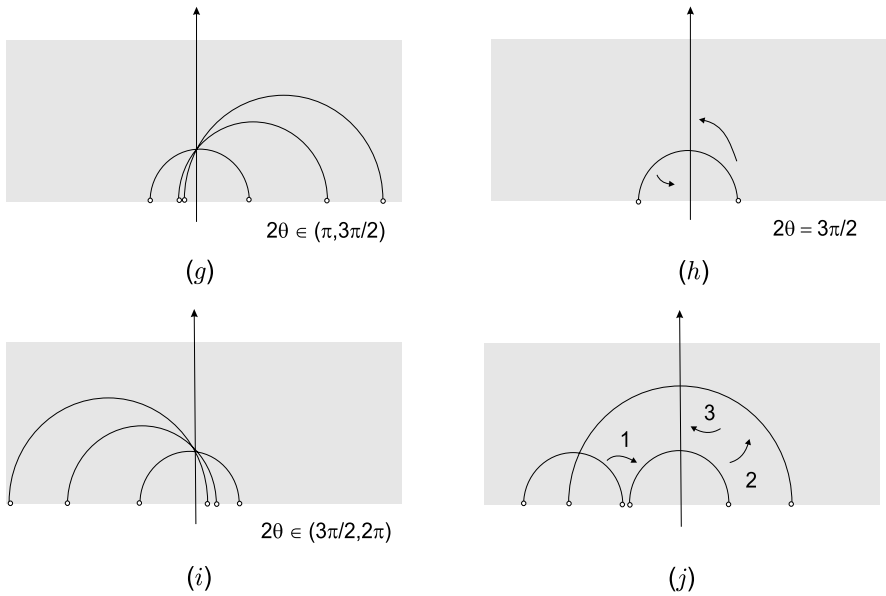 2θ ∈ (π,3π/2)
(g)
2θ = 3π/2
(h)
2θ ∈ (3π/2,2π)
(i)
1
3
2
(j)